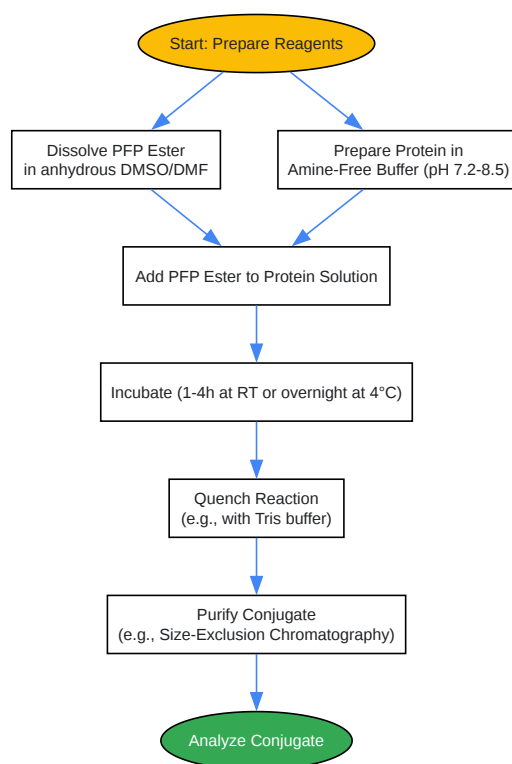 Start: Prepare Reagents
Dissolve PFP Ester
in anhydrous DMSO/DMF
Prepare Protein in
Amine-Free Buffer (pH 7.2-8.5)
Add PFP Ester to Protein Solution
Incubate (1-4h at RT or overnight at 4°C)
Quench Reaction
(e.g., with Tris buffer)
Purify Conjugate
(e.g., Size-Exclusion Chromatography)
Analyze Conjugate